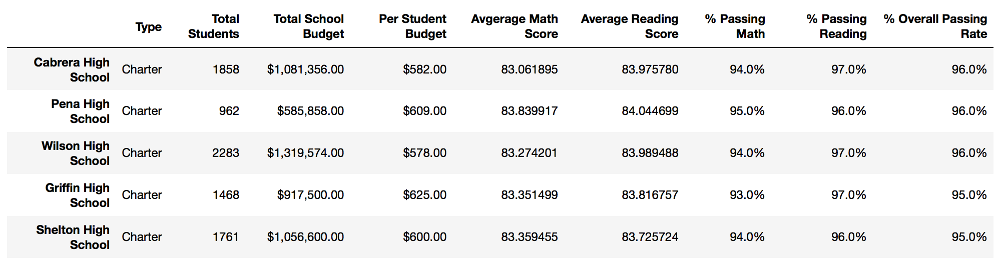 Type Total Students Total School Budget Per Student Budget Avgerage Math Score Average Reading Score % Passing Math % Passing Reading % Overall Passing Rate
Cabrera High School Charter 1858 $1,081,356.00 $582.00 83.061895 83.975780 94.0% 97.0% 96.0%
Pena High School Charter 962 $585,858.00 $609.00 83.839917 84.044699 95.0% 96.0% 96.0%
Wilson High School Charter 2283 $1,319,574.00 $578.00 83.274201 83.989488 94.0% 97.0% 96.0%
Griffin High School Charter 1468 $917,500.00 $625.00 83.351499 83.816757 93.0% 97.0% 95.0%
Shelton High School Charter 1761 $1,056,600.00 $600.00 83.359455 83.725724 94.0% 96.0% 95.0%